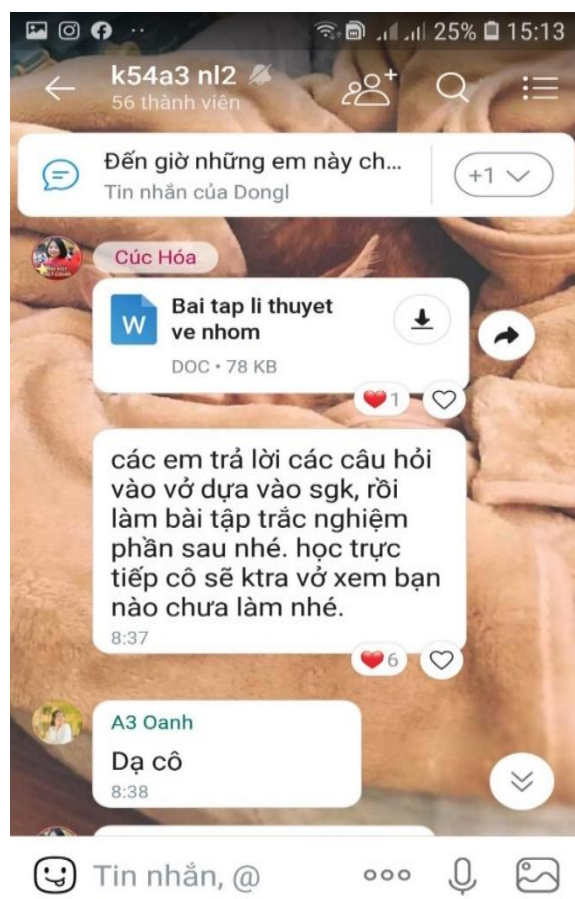 25% 15:13
k54a3 nl2
56 thành viên
Đến giờ những em này ch...
Tin nhắn của Dongl
+1
Cúc Hóa
W
Bai tap li thuyet
ve nhom
DOC • 78 KB
1
các em trả lời các câu hỏi
vào vở dựa vào sgk, rồi
làm bài tập trắc nghiệm
phần sau nhé. học trực
tiếp cô sẽ ktra vở xem bạn
nào chưa làm nhé.
8:37
6
A3 Oanh
Dạ cô
8:38
Tin nhắn, @